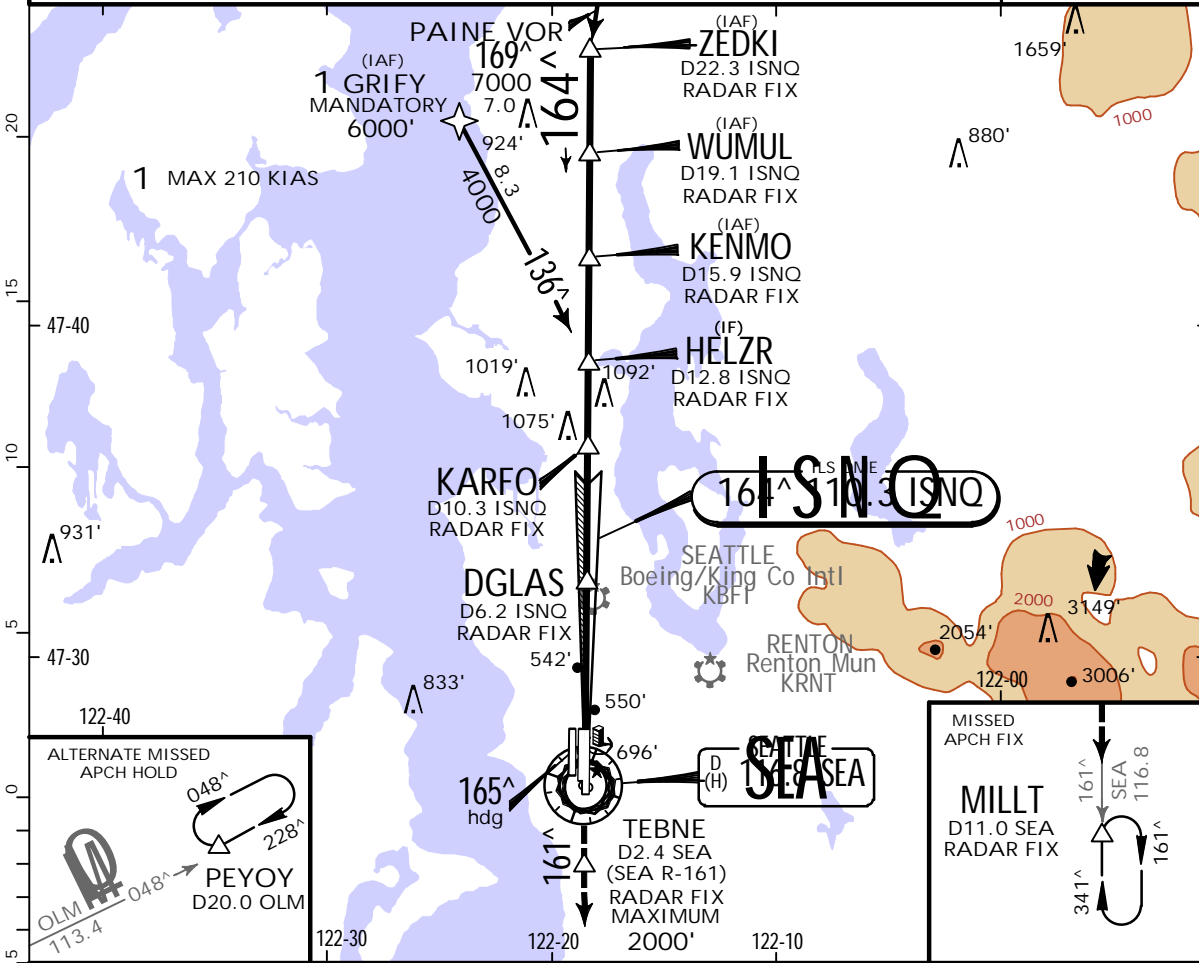 PAINE VOR
169^
7000
7.0
164^
(IAF)
1 GRIFY
MANDATORY
6000'
924'
1 MAX 210 KIAS
8.3
4000
136^
(IAF)
ZEDKI
D22.3 ISNQ
RADAR FIX
(IAF)
WUMUL
D19.1 ISNQ
RADAR FIX
(IAF)
KENMO
D15.9 ISNQ
RADAR FIX
(IF)
HELZR
D12.8 ISNQ
RADAR FIX
1659'
1000
880'
20
15
47-40
1019'
1092'
1075'
10
KARFO
D10.3 ISNQ
RADAR FIX
ILS DME
164^ 110.3 ISNQ
ISNQ
931'
DGLAS
D6.2 ISNQ
RADAR FIX
SEATTLE
Boeing/King Co Intl
KBFI
1000
2000
3149'
2054'
3006'
RENTON
Renton Mun
KRNT
5
47-30
542'
550'
833'
122-40
122-00
696'
SEATTLE
D
(H)
116.8 SEA
SEA
165^
hdg
0
161^
TEBNE
D2.4 SEA
(SEA R-161)
RADAR FIX
MAXIMUM
2000'
ALTERNATE MISSED
APCH HOLD
048^
228^
PEYOY
D20.0 OLM
OLM
048^
113.4
MISSED
APCH FIX
161^
SEA
116.8
MILLT
D11.0 SEA
RADAR FIX
341^
161^
5
122-30
122-20
122-10